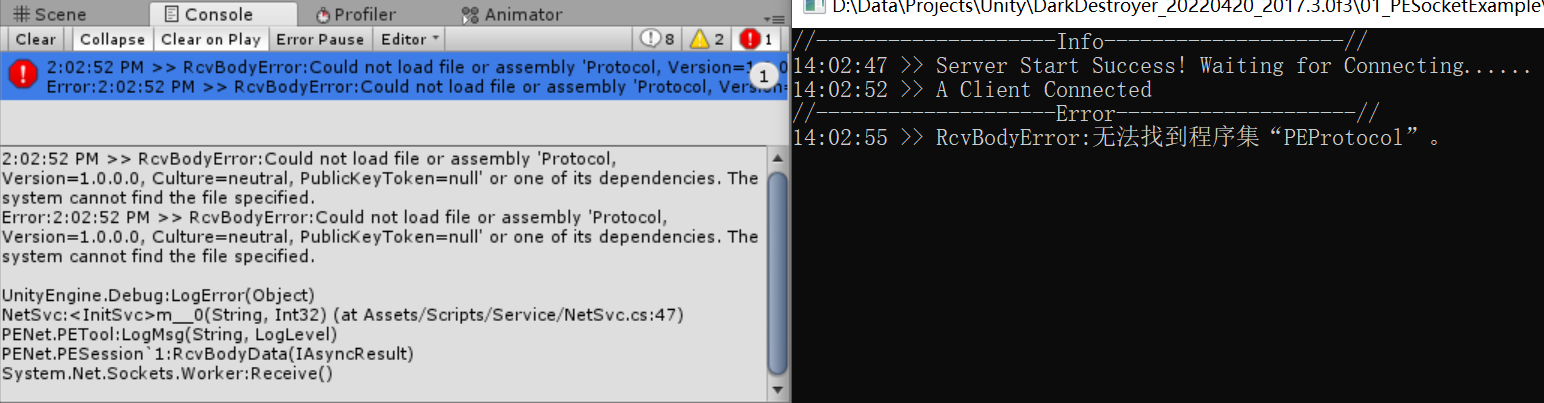 Scene
Console
Profiler
Animator
Clear
Collapse
Clear on Play
Error Pause
Editor
8
2
1
2:02:52 PM >> RcvBodyError:Could not load file or assembly 'Protocol, Version=1
Error:2:02:52 PM >> RcvBodyError:Could not load file or assembly 'Protocol, Version=
1
2:02:52 PM >> RcvBodyError:Could not load file or assembly 'Protocol,
Version=1.0.0.0, Culture=neutral, PublicKeyToken=null' or one of its dependencies. The
system cannot find the file specified.
Error:2:02:52 PM >> RcvBodyError:Could not load file or assembly 'Protocol,
Version=1.0.0.0, Culture=neutral, PublicKeyToken=null' or one of its dependencies. The
system cannot find the file specified.
UnityEngine.Debug:LogError(Object)
NetSvc:<InitSvc>m__0(String, Int32) (at Assets/Scripts/Service/NetSvc.cs:47)
PENet.PETool:LogMsg(String, LogLevel)
PENet.PESession`1:RcvBodyData(IAsyncResult)
System.Net.Sockets.Worker:Receive()
D:\Data\Projects\Unity\DarkDestroyer_20220420_2017.3.0f3\01_PESocketExample\
//--------------------Info--------------------//
14:02:47 >> Server Start Success! Waiting for Connecting......
14:02:52 >> A Client Connected
//--------------------Error--------------------//
14:02:55 >> RcvBodyError:无法找到程序集“PEProtocol”。